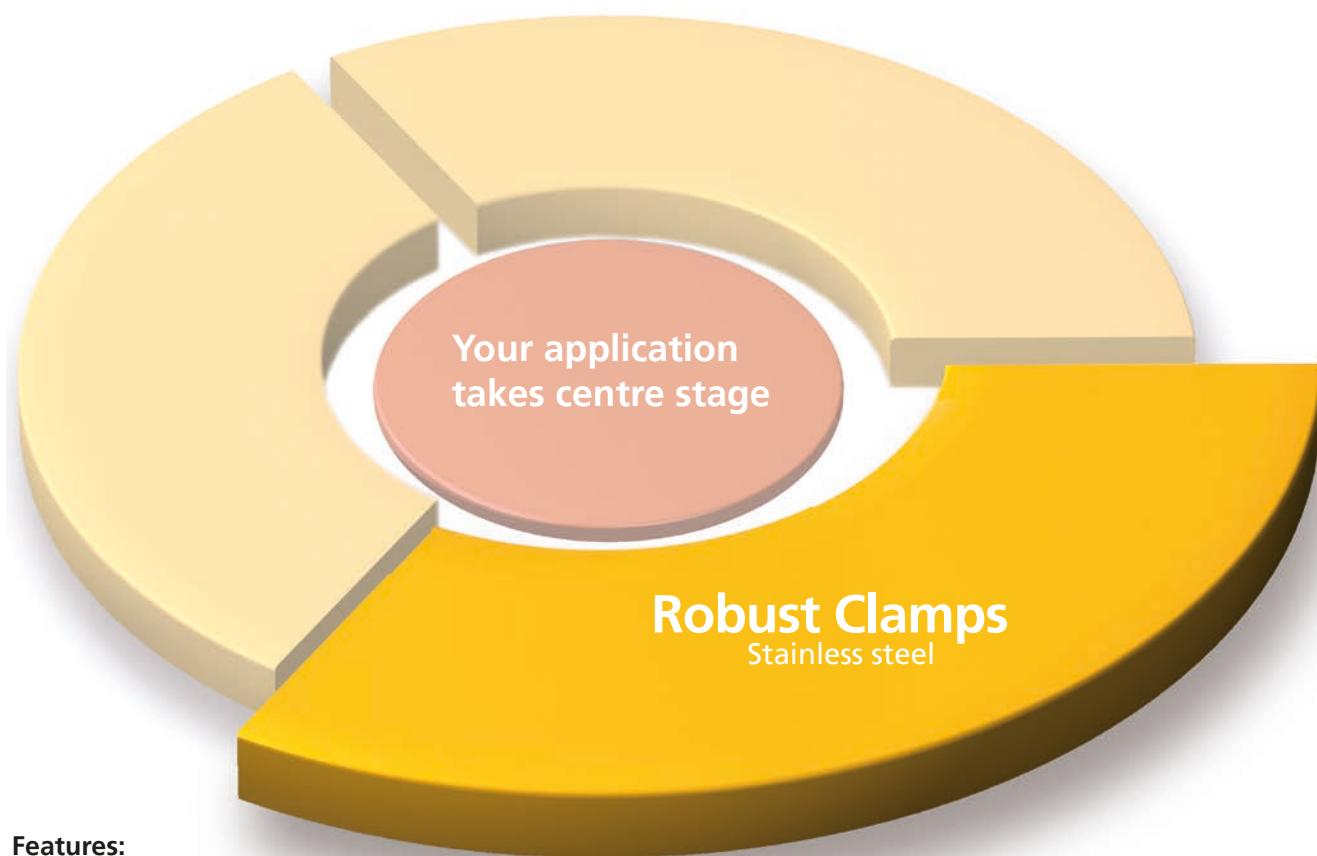 Your application
takes centre stage
Robust Clamps
Stainless steel
Features: